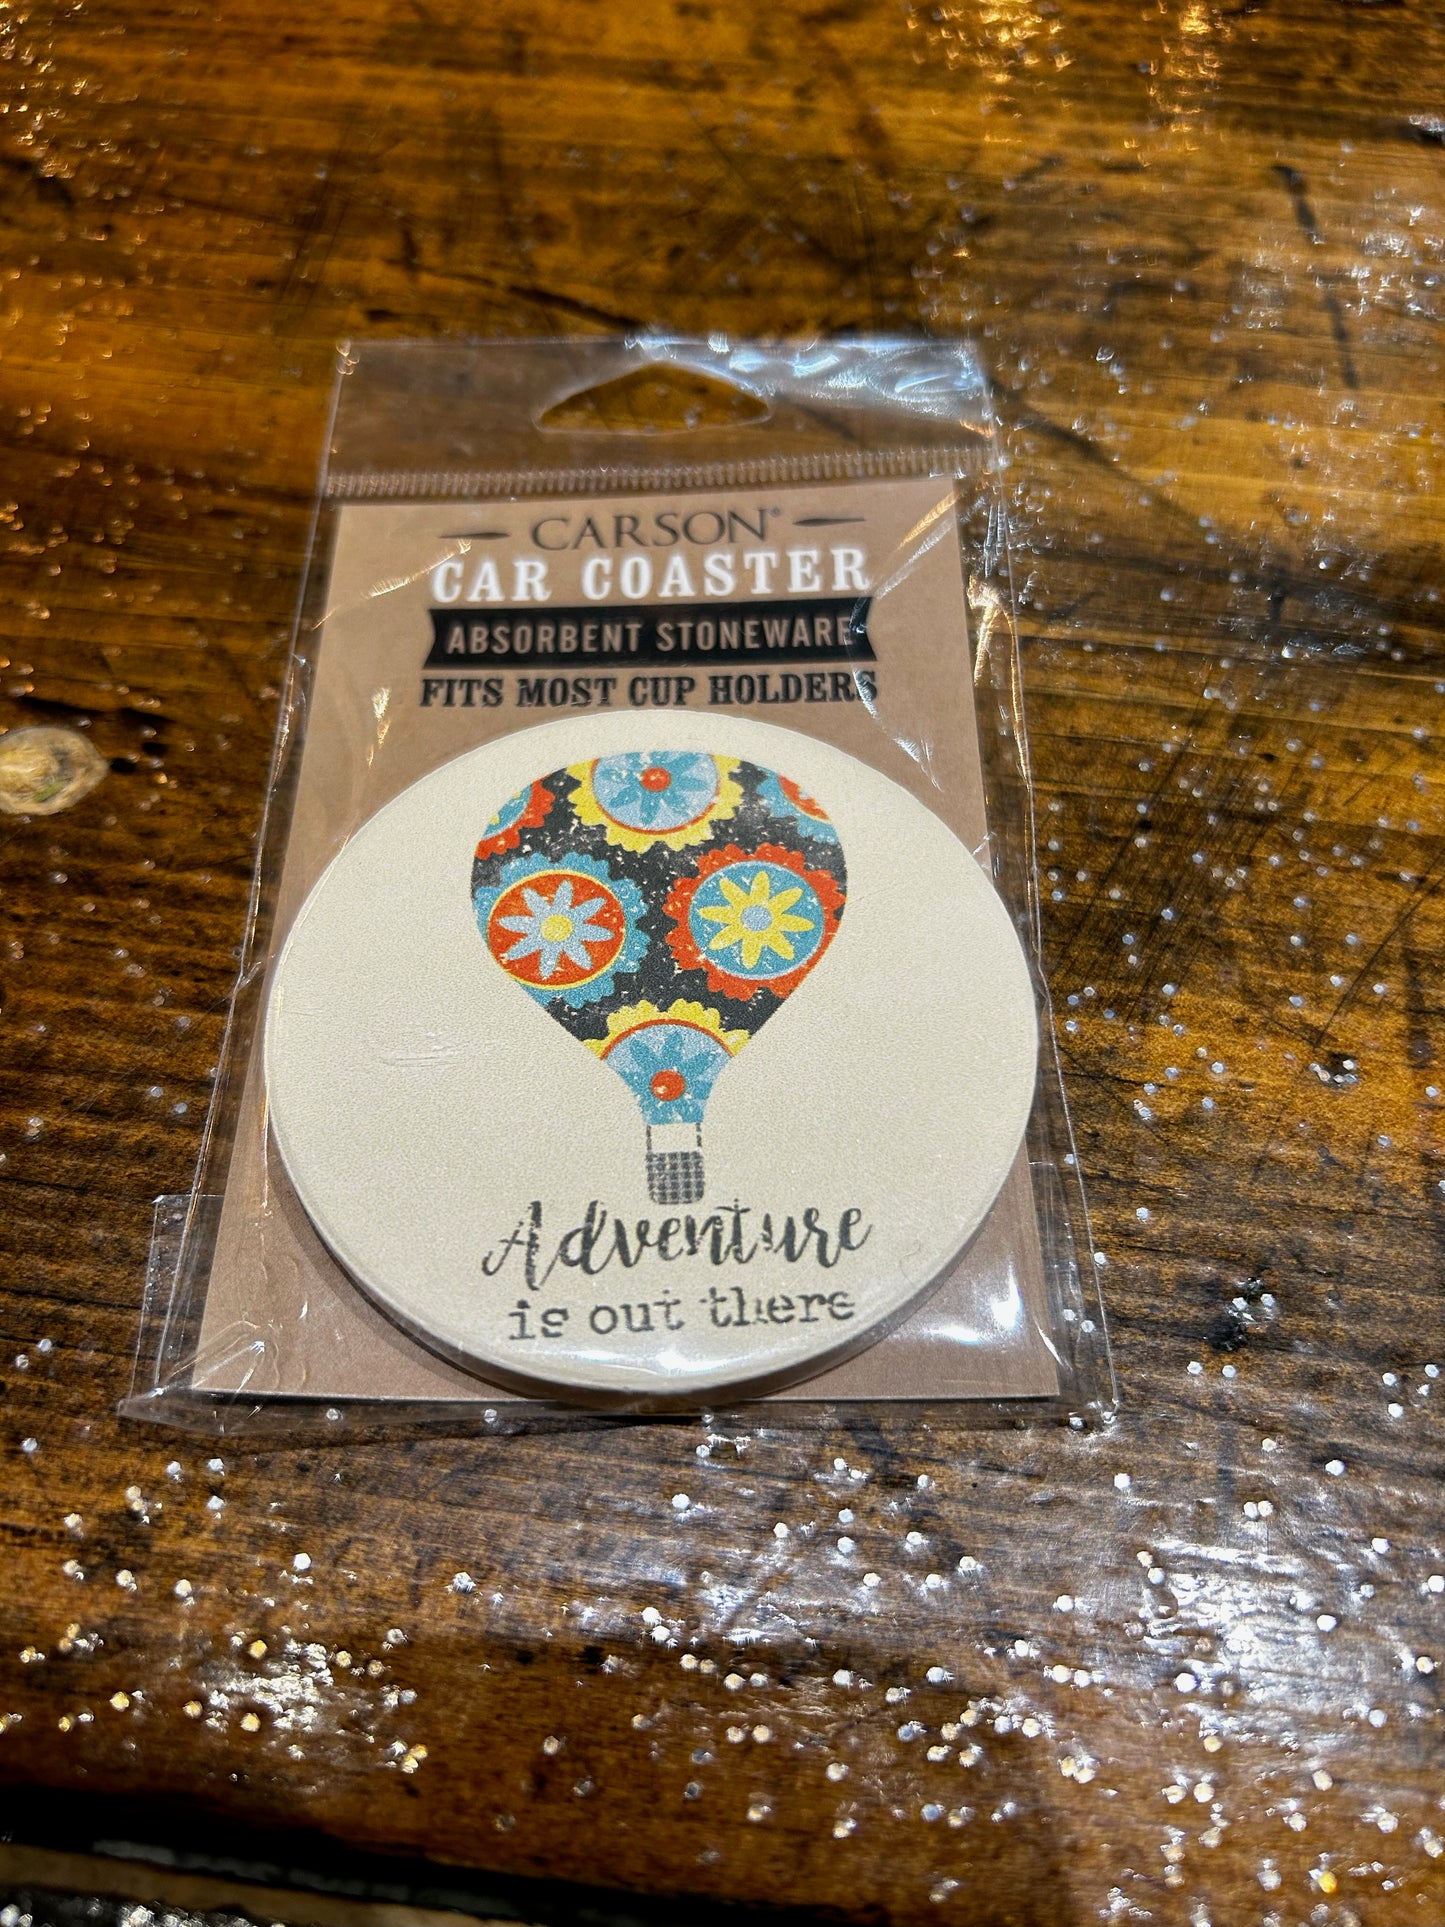 CARSON®
CAR COASTER
ABSORBENT STONEWARE
FITS MOST CUP HOLDERS
Adventure
is out there